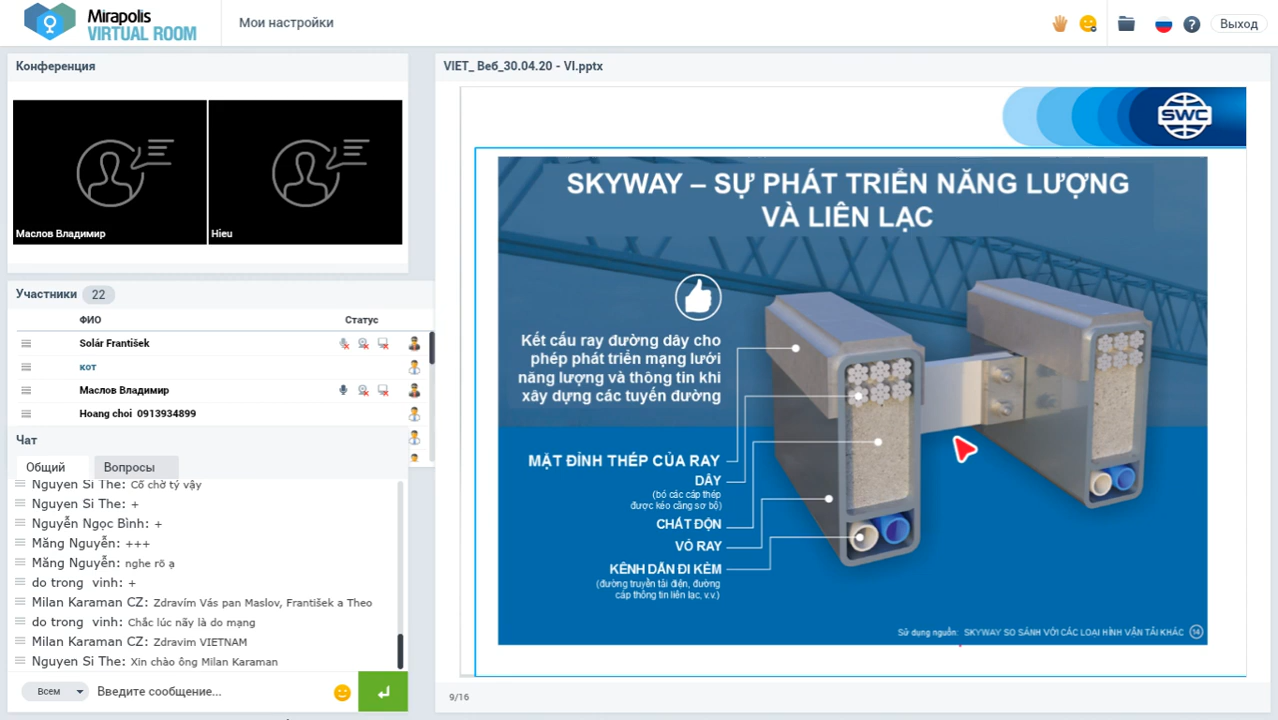 Mirapolis
VIRTUAL ROOM
Мои настройки
?
Выход
Конференция
Маслов Владимир
Hieu
Участники 22
ФИО Статус
Solár František
кот
Маслов Владимир
Hoang choi 0913934899
Чат
Общий Вопросы
Nguyen Si The: Cố chờ tý vậy
Nguyen Si The: +
Nguyễn Ngọc Bình: +
Măng Nguyễn: +++
Măng Nguyễn: nghe rõ ạ
do trong vinh: +
Milan Karaman CZ: Zdravím Vás pan Maslov, František a Theo
do trong vinh: Chắc lúc nãy là do mạng
Milan Karaman CZ: Zdravim VIETNAM
Nguyen Si The: Xin chào ông Milan Karaman
Всем Введите сообщение...
VIET_ Веб_30.04.20 - VI.pptx
SWC
SKYWAY – SỰ PHÁT TRIỂN NĂNG LƯỢNG
VÀ LIÊN LẠC
Kết cấu ray đường dây cho
phép phát triển mạng lưới
năng lượng và thông tin khi
xây dựng các tuyến đường
MẶT ĐỈNH THÉP CỦA RAY
DÂY
(bó các cáp thép
được kéo căng sơ bộ)
CHẤT ĐỘN
VỎ RAY
KÊNH DẪN ĐI KÈM
(đường truyền tải điện, đường
cáp thông tin liên lạc, v.v.)
Sử dụng nguồn: SKYWAY SO SÁNH VỚI CÁC LOẠI HÌNH VẬN TẢI KHÁC 14
9/16